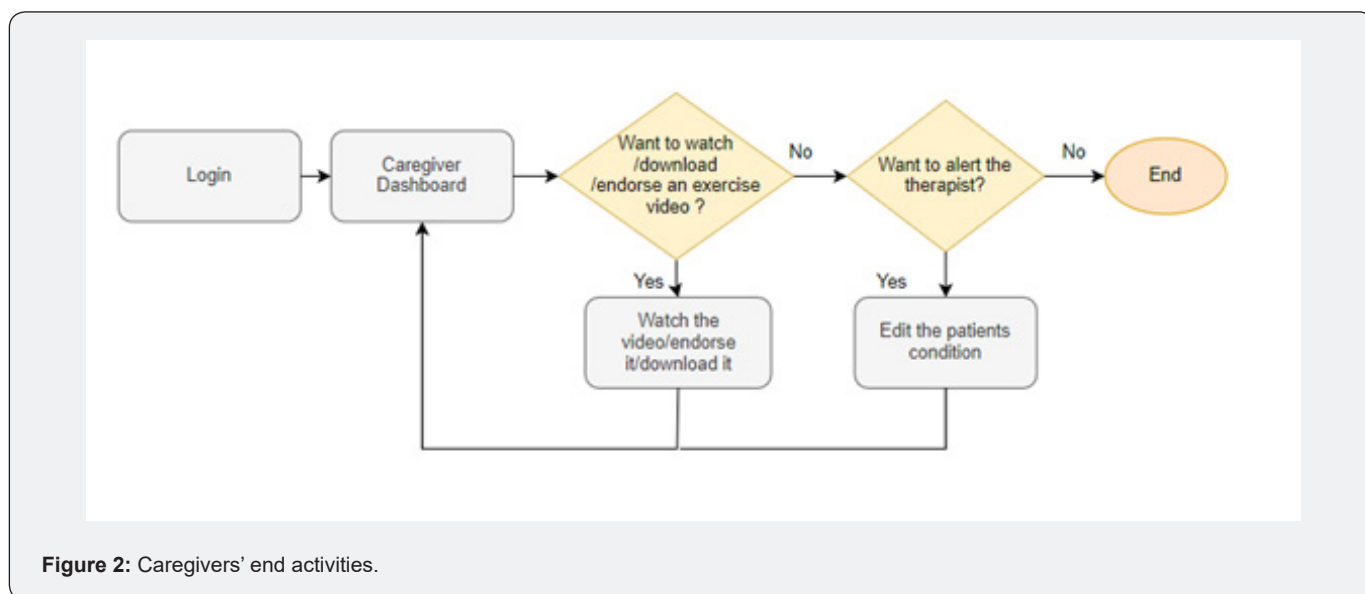 Login
Caregiver
Dashboard
Want to watch
/download
/endorse an exercise
video ?
No
Want to alert the
therapist?
No
End
Yes
Watch the
video/endorse
it/download it
Yes
Edit the patients
condition
Figure 2: Caregivers’ end activities.